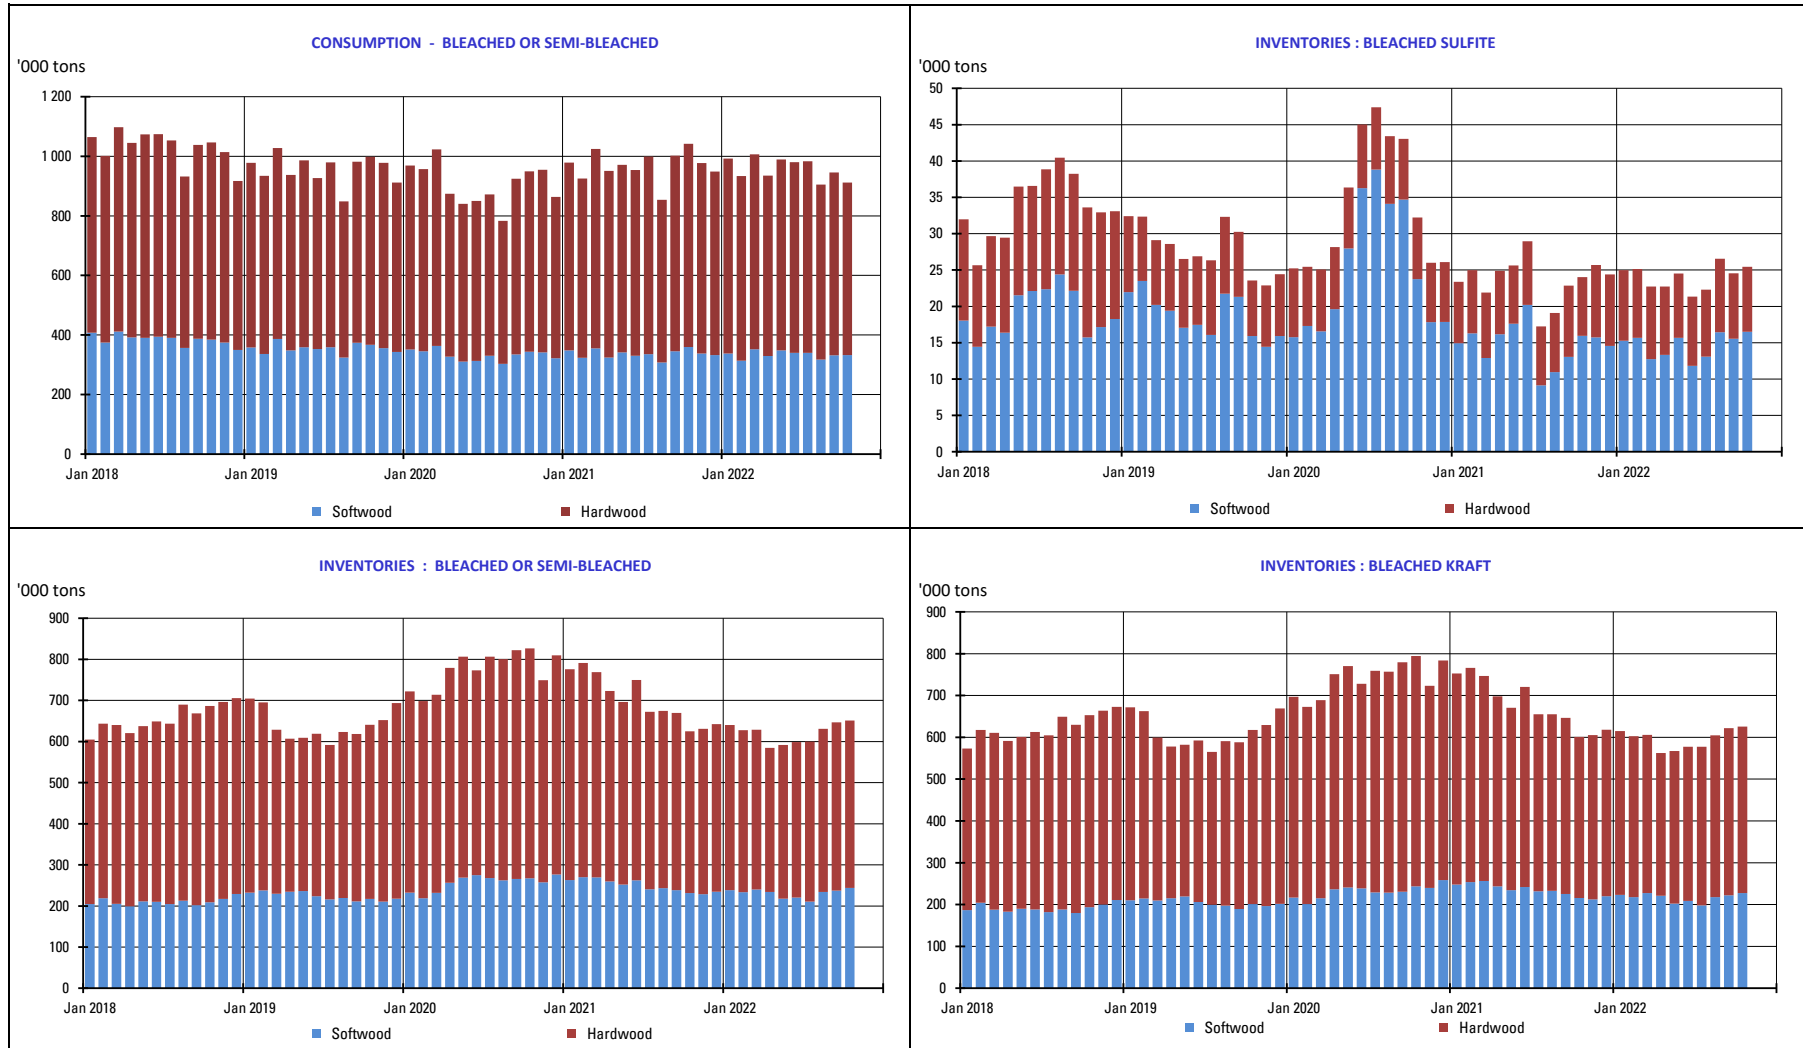 CONSUMPTION - BLEACHED OR SEMI-BLEACHED
'000 tons
1 200
1 000
800
600
400
200
0
Jan 2018 Jan 2019 Jan 2020 Jan 2021 Jan 2022
Softwood Hardwood
INVENTORIES : BLEACHED SULFITE
'000 tons
50
45
40
35
30
25
20
15
10
5
0
Jan 2018 Jan 2019 Jan 2020 Jan 2021 Jan 2022
Softwood Hardwood
INVENTORIES : BLEACHED OR SEMI-BLEACHED
'000 tons
900
800
700
600
500
400
300
200
100
0
Jan 2018 Jan 2019 Jan 2020 Jan 2021 Jan 2022
Softwood Hardwood
INVENTORIES : BLEACHED KRAFT
'000 tons
900
800
700
600
500
400
300
200
100
0
Jan 2018 Jan 2019 Jan 2020 Jan 2021 Jan 2022
Softwood Hardwood